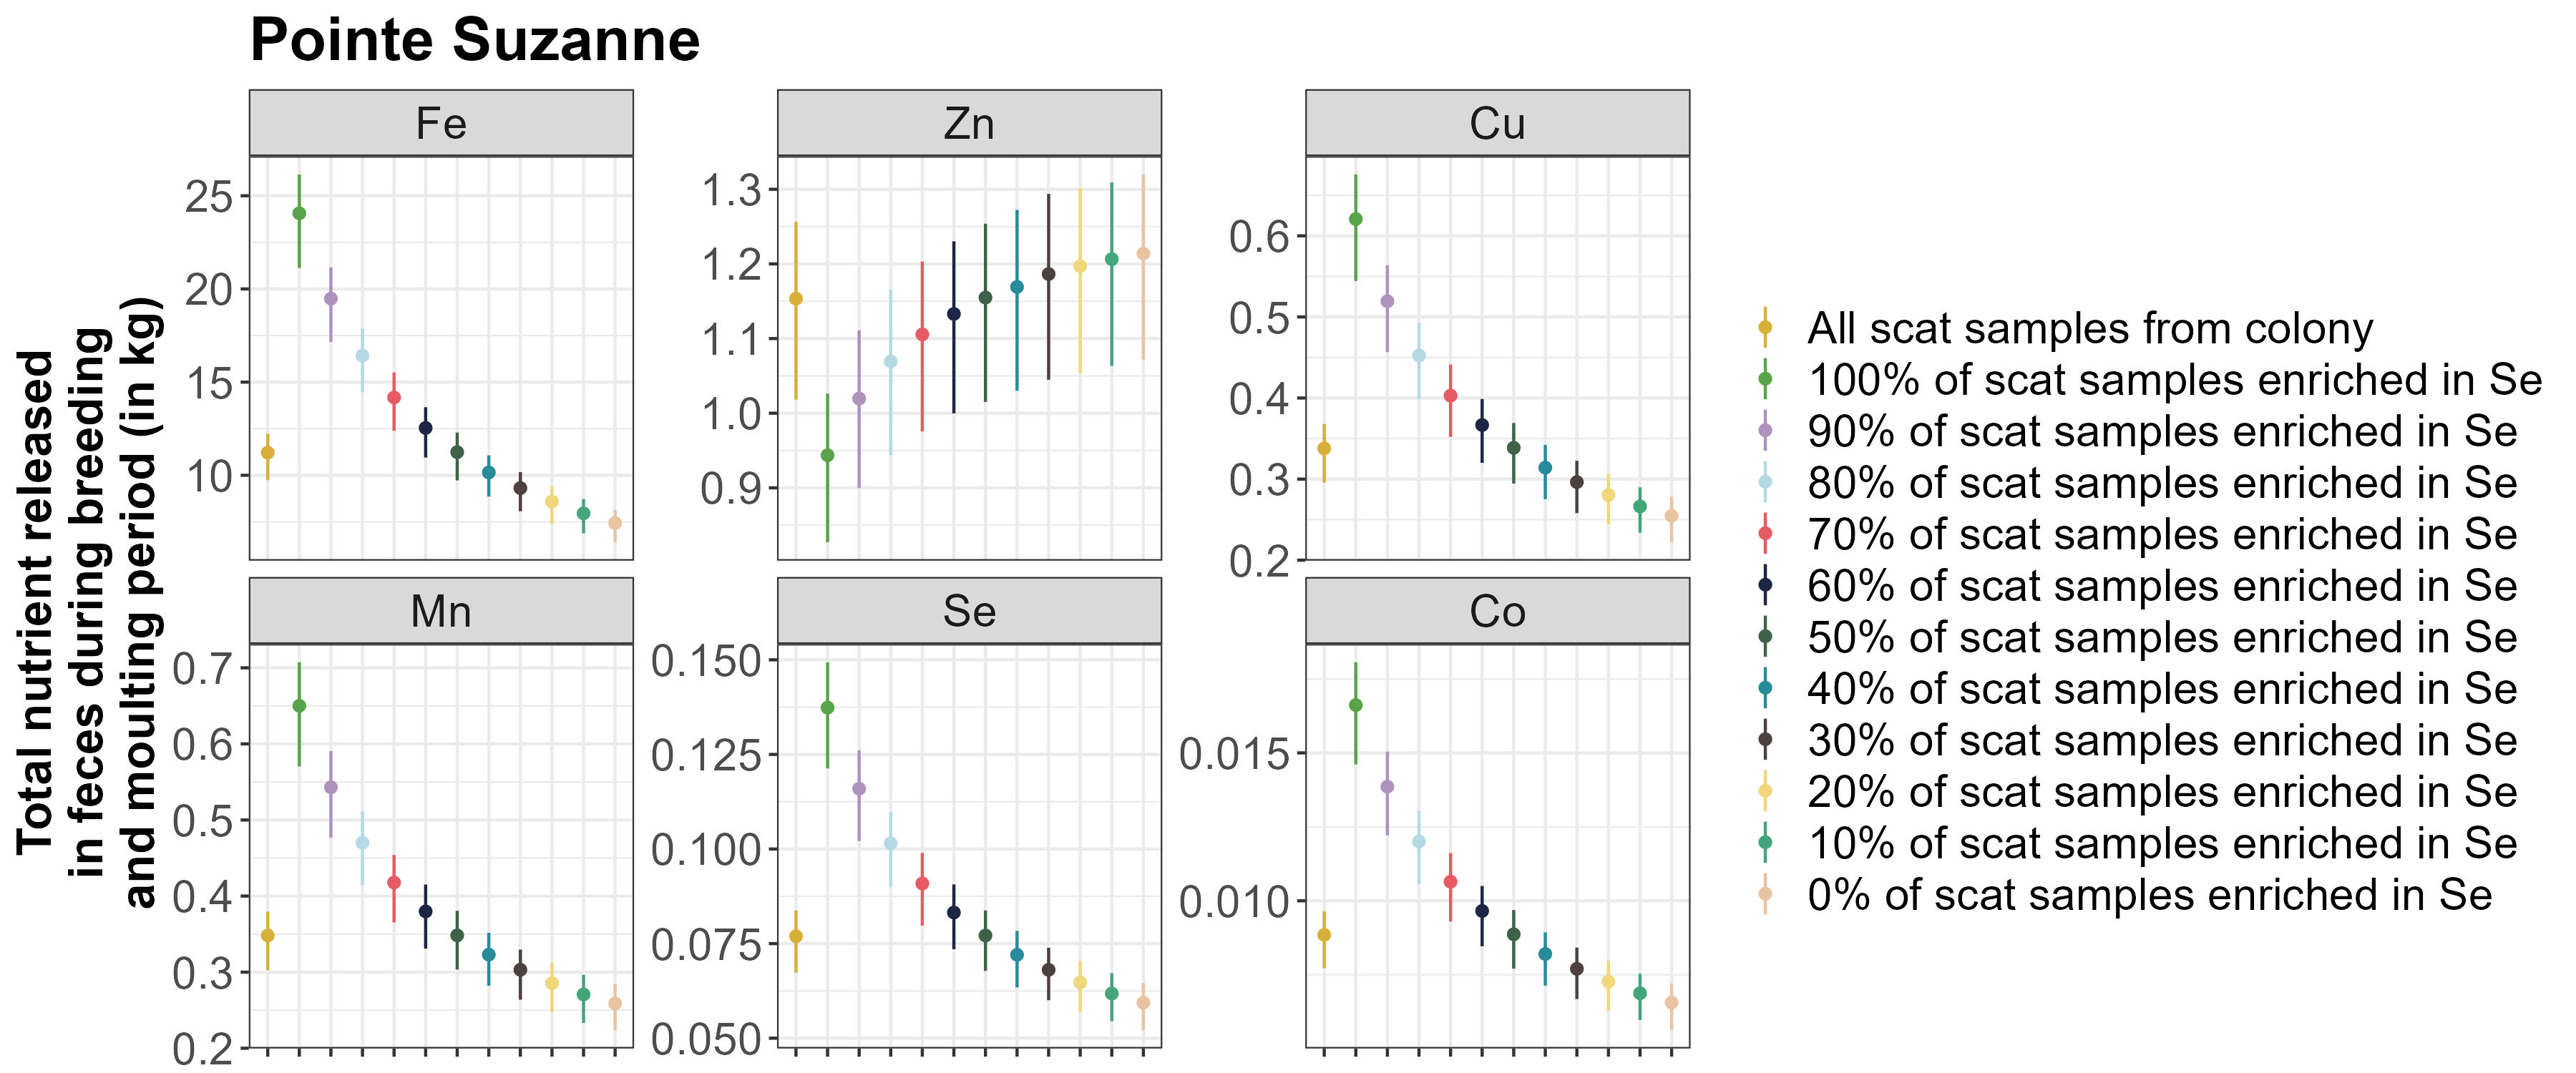 Pointe Suzanne
Total nutrient released
in feces during breeding
and moulting period (in kg)
Fe
25
20
15
10
Zn
1.3
1.2
1.1
1.0
0.9
Cu
0.6
0.5
0.4
0.3
0.2
Mn
0.7
0.6
0.5
0.4
0.3
0.2
Se
0.150
0.125
0.100
0.075
0.050
Co
0.015
0.010
All scat samples from colony
100% of scat samples enriched in Se
90% of scat samples enriched in Se
80% of scat samples enriched in Se
70% of scat samples enriched in Se
60% of scat samples enriched in Se
50% of scat samples enriched in Se
40% of scat samples enriched in Se
30% of scat samples enriched in Se
20% of scat samples enriched in Se
10% of scat samples enriched in Se
0% of scat samples enriched in Se